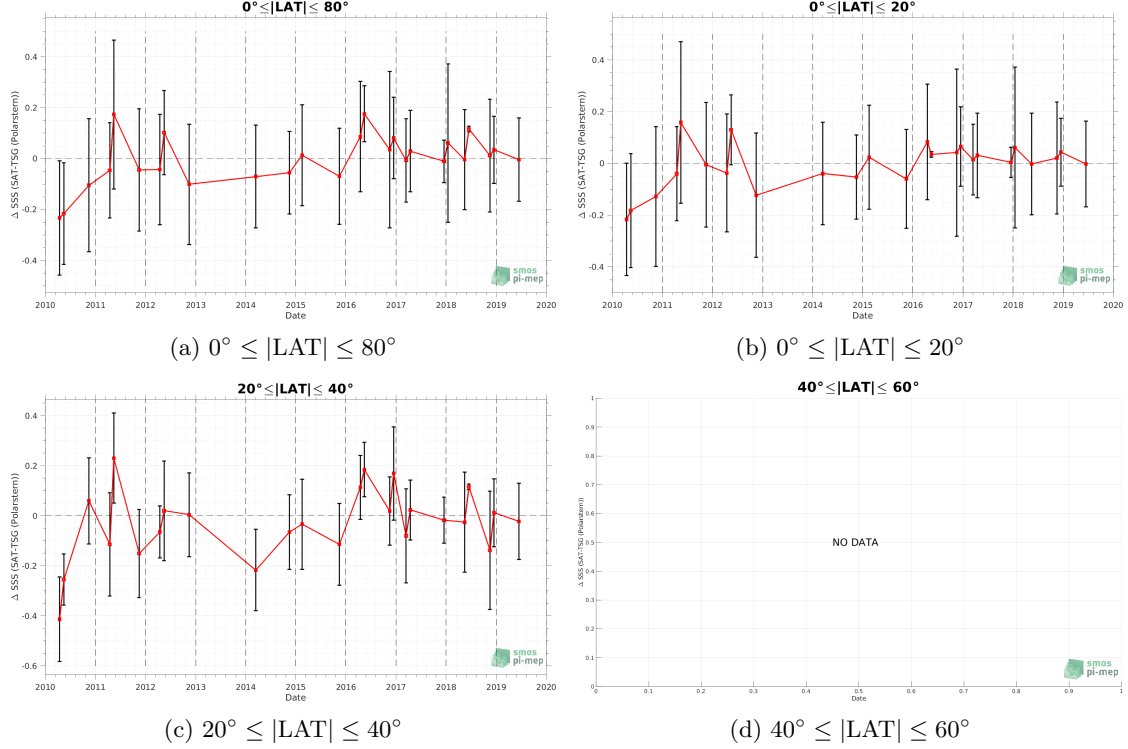 0°≤|LAT|≤ 80°
Δ SSS (SAT-TSG (Polarstern))
0.4
0.2
0
-0.2
-0.4
2010 2011 2012 2013 2014 2015 2016 2017 2018 2019 2020
Date
smos
pi-mep
(a) 0° ≤ |LAT| ≤ 80°
0°≤|LAT|≤ 20°
Δ SSS (SAT-TSG (Polarstern))
0.4
0.2
0
-0.2
-0.4
2010 2011 2012 2013 2014 2015 2016 2017 2018 2019 2020
Date
smos
pi-mep
(b) 0° ≤ |LAT| ≤ 20°
20°≤|LAT|≤ 40°
Δ SSS (SAT-TSG (Polarstern))
0.4
0.2
0
-0.2
-0.4
-0.6
2010 2011 2012 2013 2014 2015 2016 2017 2018 2019 2020
Date
smos
pi-mep
(c) 20° ≤ |LAT| ≤ 40°
40°≤|LAT|≤ 60°
Δ SSS (SAT-TSG (Polarstern))
1
0.9
0.8
0.7
0.6
0.5
0.4
0.3
0.2
0.1
0
NO DATA
0 0.1 0.2 0.3 0.4 0.5 0.6 0.7 0.8 0.9 1
Date
smos
pi-mep
(d) 40° ≤ |LAT| ≤ 60°